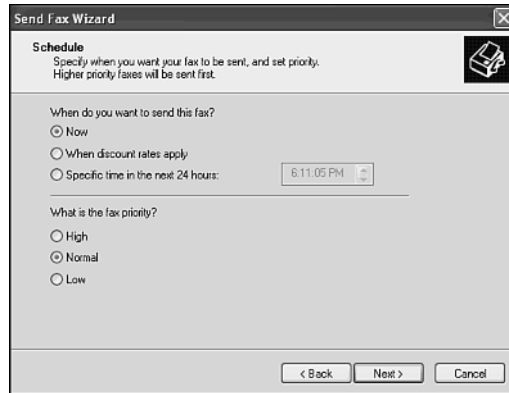 Send Fax Wizard
Schedule
Specify when you want your fax to be sent, and set priority.
Higher priority faxes will be sent first.
When do you want to send this fax?
Now
When discount rates apply
Specific time in the next 24 hours: 6:11:05 PM
What is the fax priority?
High
Normal
Low
< Back Next > Cancel